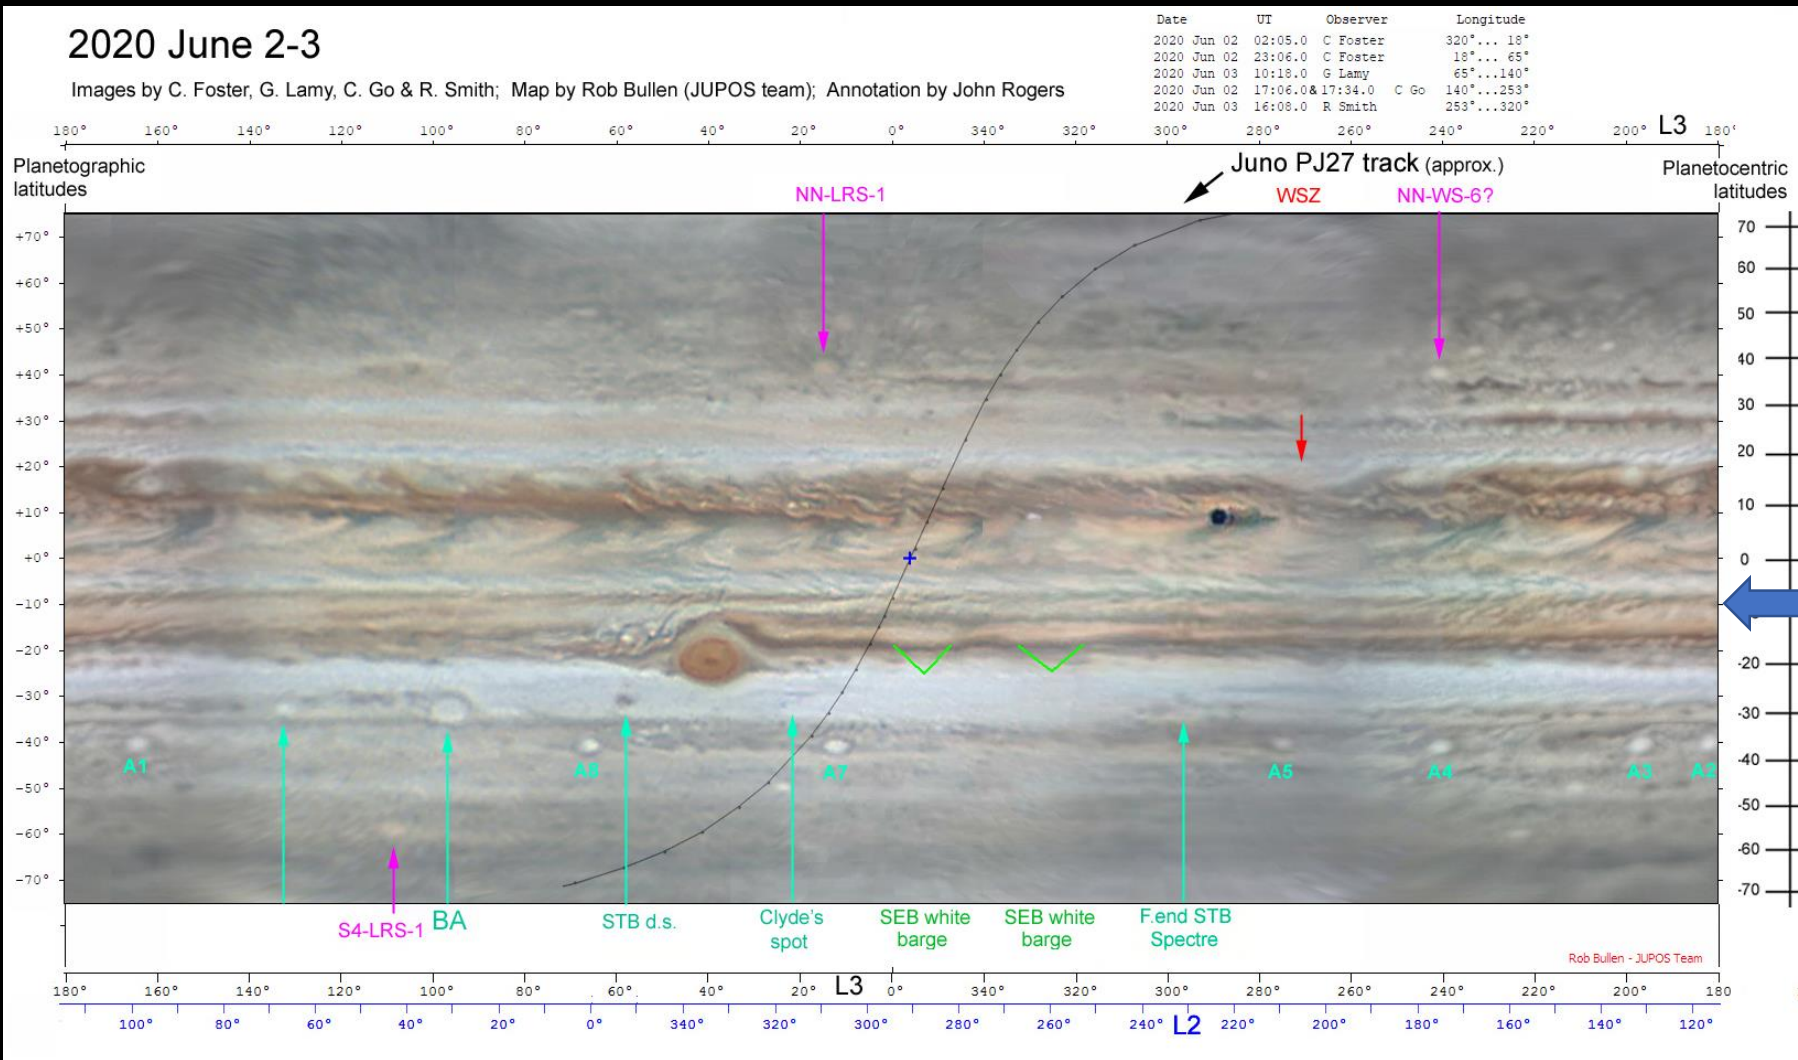 2020 June 2-3
Images by C. Foster, G. Lamy, C. Go & R. Smith; Map by Rob Bullen (JUPOS team); Annotation by John Rogers
Date UT Observer Longitude
2020 Jun 02 02:05.0 C Foster 320°... 18°
2020 Jun 02 23:06.0 C Foster 18°... 65°
2020 Jun 03 10:18.0 G Lamy 65°...140°
2020 Jun 02 17:06.0&17:34.0 C Go 140°...253°
2020 Jun 03 16:08.0 R Smith 253°...320°
180° 160° 140° 120° 100° 80° 60° 40° 20° 0° 340° 320° 300° 280° 260° 240° 220° 200° L3 180°
Planetographic
latitudes
Juno PJ27 track (approx.)
Planetocentric
latitudes
NN-LRS-1
WSZ
NN-WS-6?
+70° 70
+60° 60
+50° 50
+40° 40
+30° 30
+20° 20
+10° 10
+0° 0
-10°
-20° -20
-30° -30
-40° -40
-50° -50
-60° -60
-70° -70
A1 A8 A7 A5 A4 A3 A2
S4-LRS-1
BA
STB d.s.
Clyde's
spot
SEB white
barge
SEB white
barge
F.end STB
Spectre
Rob Bullen - JUPOS Team
180° 160° 140° 120° 100° 80° 60° 40° 20° L3 0° 340° 320° 300° 280° 260° 240° 220° 200° 180
100° 80° 60° 40° 20° 0° 340° 320° 300° 280° 260° 240° L2 220° 200° 180° 160° 140° 120°